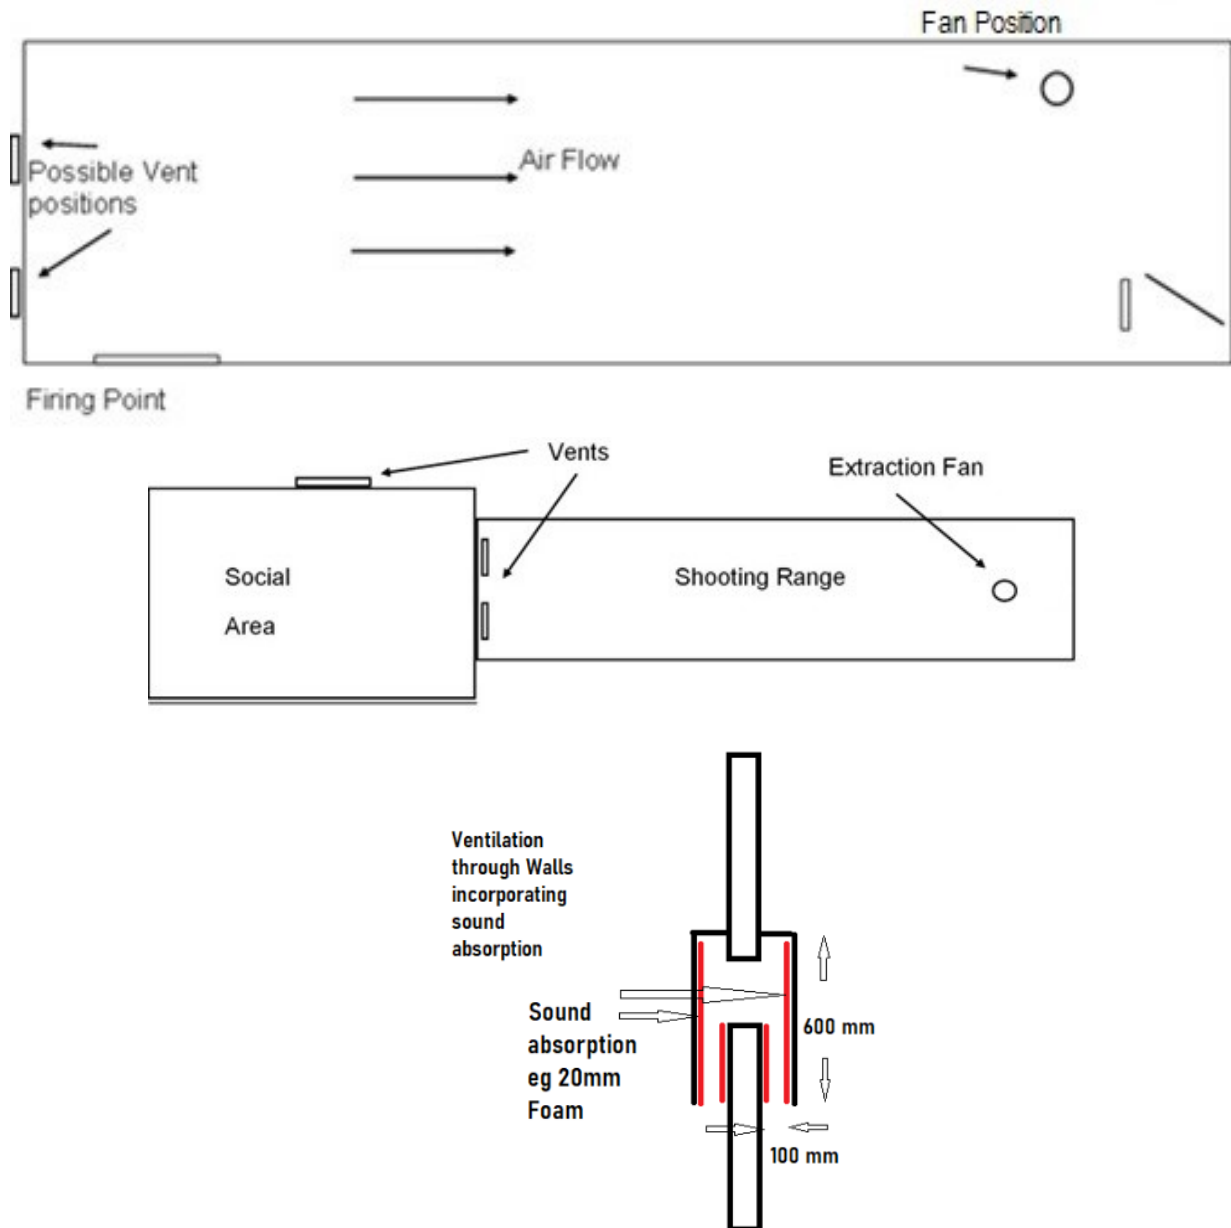 Fan Position
Air Flow
Possible Vent
positions
Firing Point
Vents
Extraction Fan
Social
Area
Shooting Range
Ventilation
through Walls
incorporating
sound
absorption
Sound
absorption
eg 20mm
Foam
600 mm
100 mm